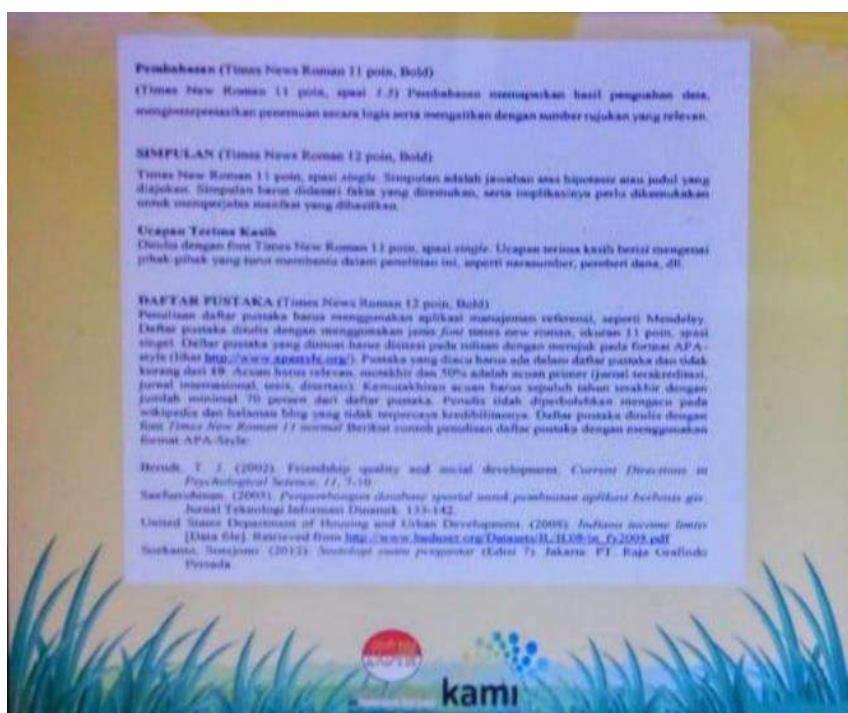 Pembahasan (Times News Roman 11 poin, Bold)
(Times New Roman 11 poin, spasi 1.5) Pembahasan memaparkan hasil pengolahan data,
menginterpretasikan penemuan secara logis serta mengaitkan dengan sumber rujukan yang relevan.
SIMPULAN (Times News Roman 12 poin, Bold)
Times New Roman 11 poin, spasi single. Simpulan adalah jawaban atas hipotesis atau judul yang
diajukan. Simpulan harus didasari fakta yang ditemukan, serta implikasinya perlu dikemukakan
untuk memperjelas manfaat yang dihasilkan.
Ucapan Terima Kasih
Ditulis dengan font Times New Roman 11 poin, spasi single. Ucapan terima kasih berisi mengenai
pihak-pihak yang turut membantu dalam penelitian ini, seperti narasumber, pemberi dana, dll.
DAFTAR PUSTAKA (Times News Roman 12 poin, Bold)
Penulisan daftar pustaka harus menggunakan aplikasi manajemen referensi, seperti Mendeley.
Daftar pustaka ditulis dengan menggunakan jenis font times new roman, ukuran 11 poin, spasi
singel. Daftar pustaka yang dimuat harus disitasi pada tulisan dengan merujuk pada format APA-
style (lihat http://www.apastyle.org/). Pustaka yang diacu harus ada dalam daftar pustaka dan tidak
kurang dari 10. Acuan harus relevan, mutakhir dan 50% adalah acuan primer (jurnal terakreditasi,
jurnal internasional, tesis, disertasi). Kemutakhiran acuan harus sepuluh tahun terakhir dengan
jumlah minimal 70 persen dari daftar pustaka. Penulis tidak diperbolehkan mengacu pada
wikipedia dan halaman blog yang tidak terpercaya kredibilitasnya. Daftar pustaka ditulis dengan
font Times New Roman 11 normal Berikut contoh penulisan daftar pustaka dengan menggunakan
format APA-Style:
Berndt, T. J. (2002). Friendship quality and social development. Current Directions in
Psychological Science, 11, 7-10.
(2005). Pengembangan database spasial untuk pembuatan aplikasi berbasis gis.
Jurnal Teknologi Informasi Dinamik. 133-142.
United States Department of Housing and Urban Development. (2008). Indiana income limits
[Data file]. Retrieved from http://www.huduser.org/Datasets/IL/IL08/in_fy2008.pdf
Soekanto, Soerjono. (2012). Sosiologi suatu pengantar (Edisi 7). Jakarta: PT. Raja Grafindo
Persada.
kami